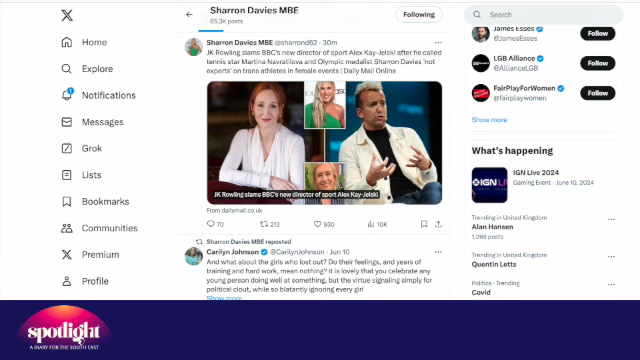 Sharron Davies MBE
65.3K posts
Following
Search
Home
Explore
Notifications
Messages
Grok
Lists
Bookmarks
Communities
Premium
Profile
Sharron Davies MBE @sharrond62 · 30m
JK Rowling slams BBC's new director of sport Alex Kay-Jelski after he called
tennis star Martina Navratilova and Olympic medalist Sharron Davies 'not
experts' on trans athletes in female events | Daily Mail Online
JK Rowling slams BBC's new director of sport Alex Kay-Jelski
From dailymail.co.uk
70 213 930 10K
Sharron Davies MBE reposted
Carilyn Johnson @CarilynJohnson · Jun 10
And what about the girls who lost out? Do their feelings, and years of
training and hard work, mean nothing? It is lovely that you celebrate any
young person doing well at something, but the virtue signaling simply for
political clout, while so blatantly ignoring every girl
Show more
James Esses
@JamesEsses
Follow
LGB Alliance
@AllianceLGB
Follow
FairPlayForWomen
@fairplaywomen
Follow
Show more
What's happening
IGN LI
IGN Live 2024
Gaming Event · June 10, 2024
Trending in United Kingdom
Alan Hansen
1,269 posts
Trending in United Kingdom
Quentin Letts
Politics · Trending
Covid
spotlight
A DIARY FOR THE SOUTH EAST